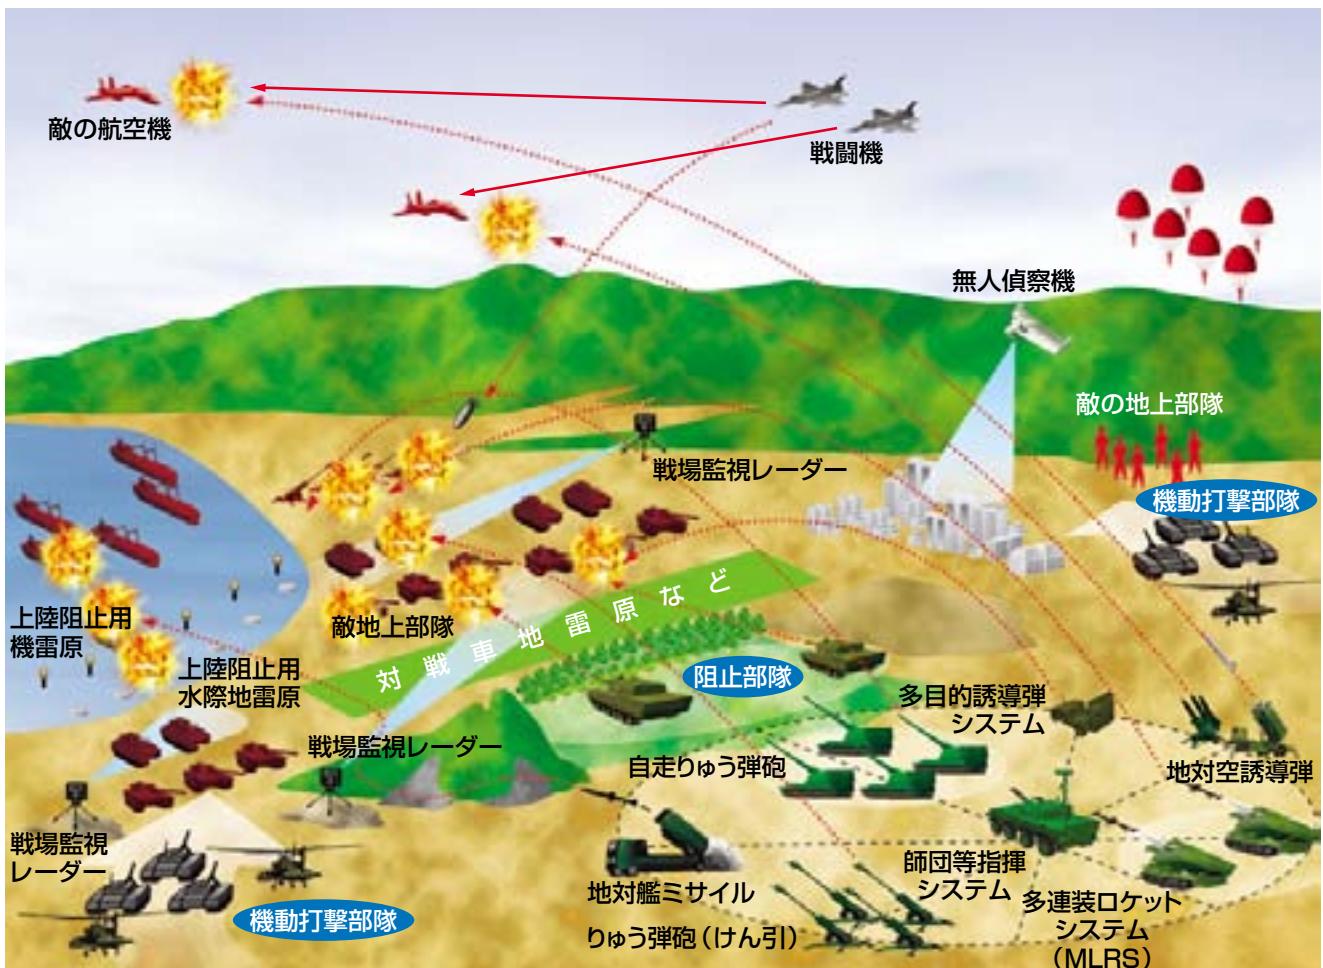 敵の航空機
戦闘機
無人偵察機
敵の地上部隊
戦場監視レーダー
機動打撃部隊
上陸阻止用
機雷原
敵地上部隊
対戦車地雷原など
上陸阻止用
水際地雷原
阻止部隊
多目的誘導弾
システム
戦場監視レーダー
自走りゅう弾砲
地対空誘導弾
戦場監視
レーダー
地対艦ミサイル
師団等指揮
システム
多連装ロケット
システム
（MLRS）
機動打撃部隊
りゅう弾砲（けん引）